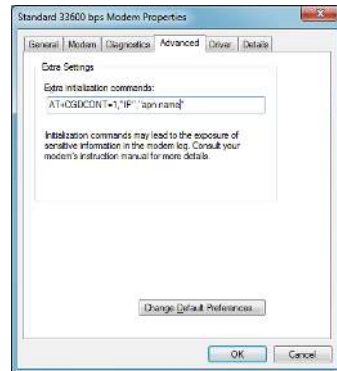 Standard 33600 bps Modem Properties
General Modem Diagnostics Advanced Driver Details
Extra Settings
Extra initialization commands:
AT+CGDCONT=1,"IP","apn name"
Initialization commands may lead to the exposure of
sensitive information in the modem log. Consult your
modem's instruction manual for more details.
Change Default Preferences...
OK Cancel